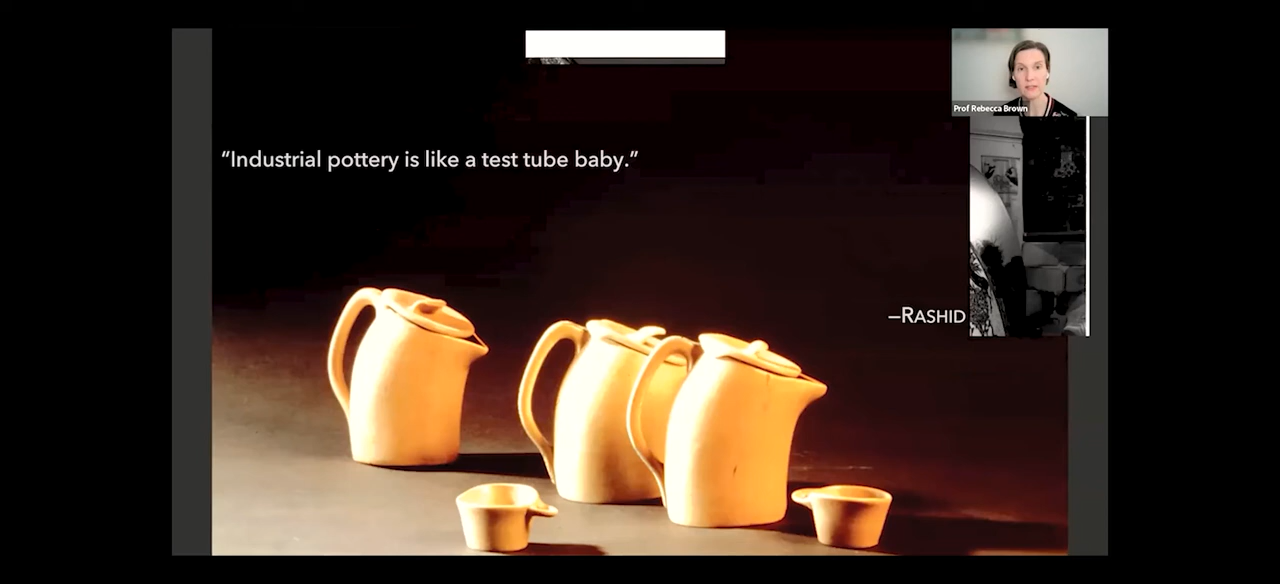 Prof Rebecca Brown
“Industrial pottery is like a test tube baby.”
–RASHID